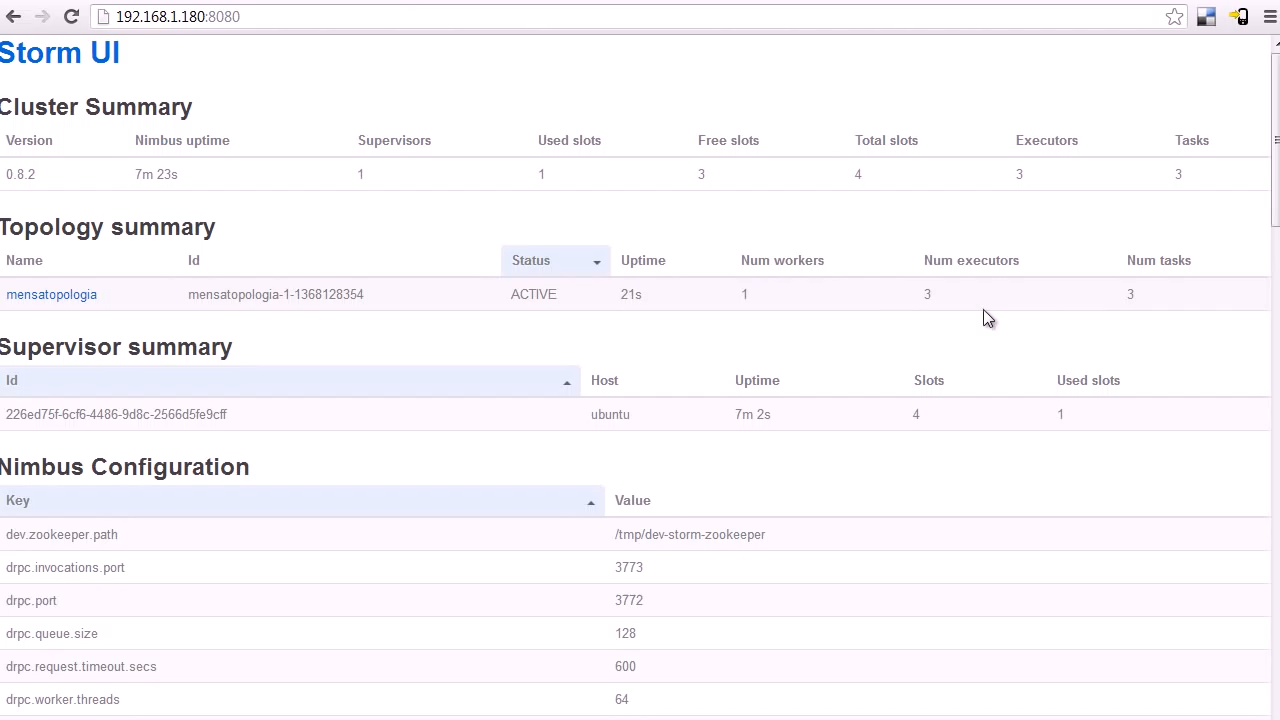 192.168.1.180:8080
Storm UI
Cluster Summary
Version Nimbus uptime Supervisors Used slots Free slots Total slots Executors Tasks
0.8.2 7m 23s 1 1 3 4 3 3
Topology summary
Name Id Status Uptime Num workers Num executors Num tasks
mensatopologia mensatopologia-1-1368128354 ACTIVE 21s 1 3 3
Supervisor summary
Id Host Uptime Slots Used slots
226ed75f-6cf6-4486-9d8c-2566d5fe9cff ubuntu 7m 2s 4 1
Nimbus Configuration
Key Value
dev.zookeeper.path /tmp/dev-storm-zookeeper
drpc.invocations.port 3773
drpc.port 3772
drpc.queue.size 128
drpc.request.timeout.secs 600
drpc.worker.threads 64